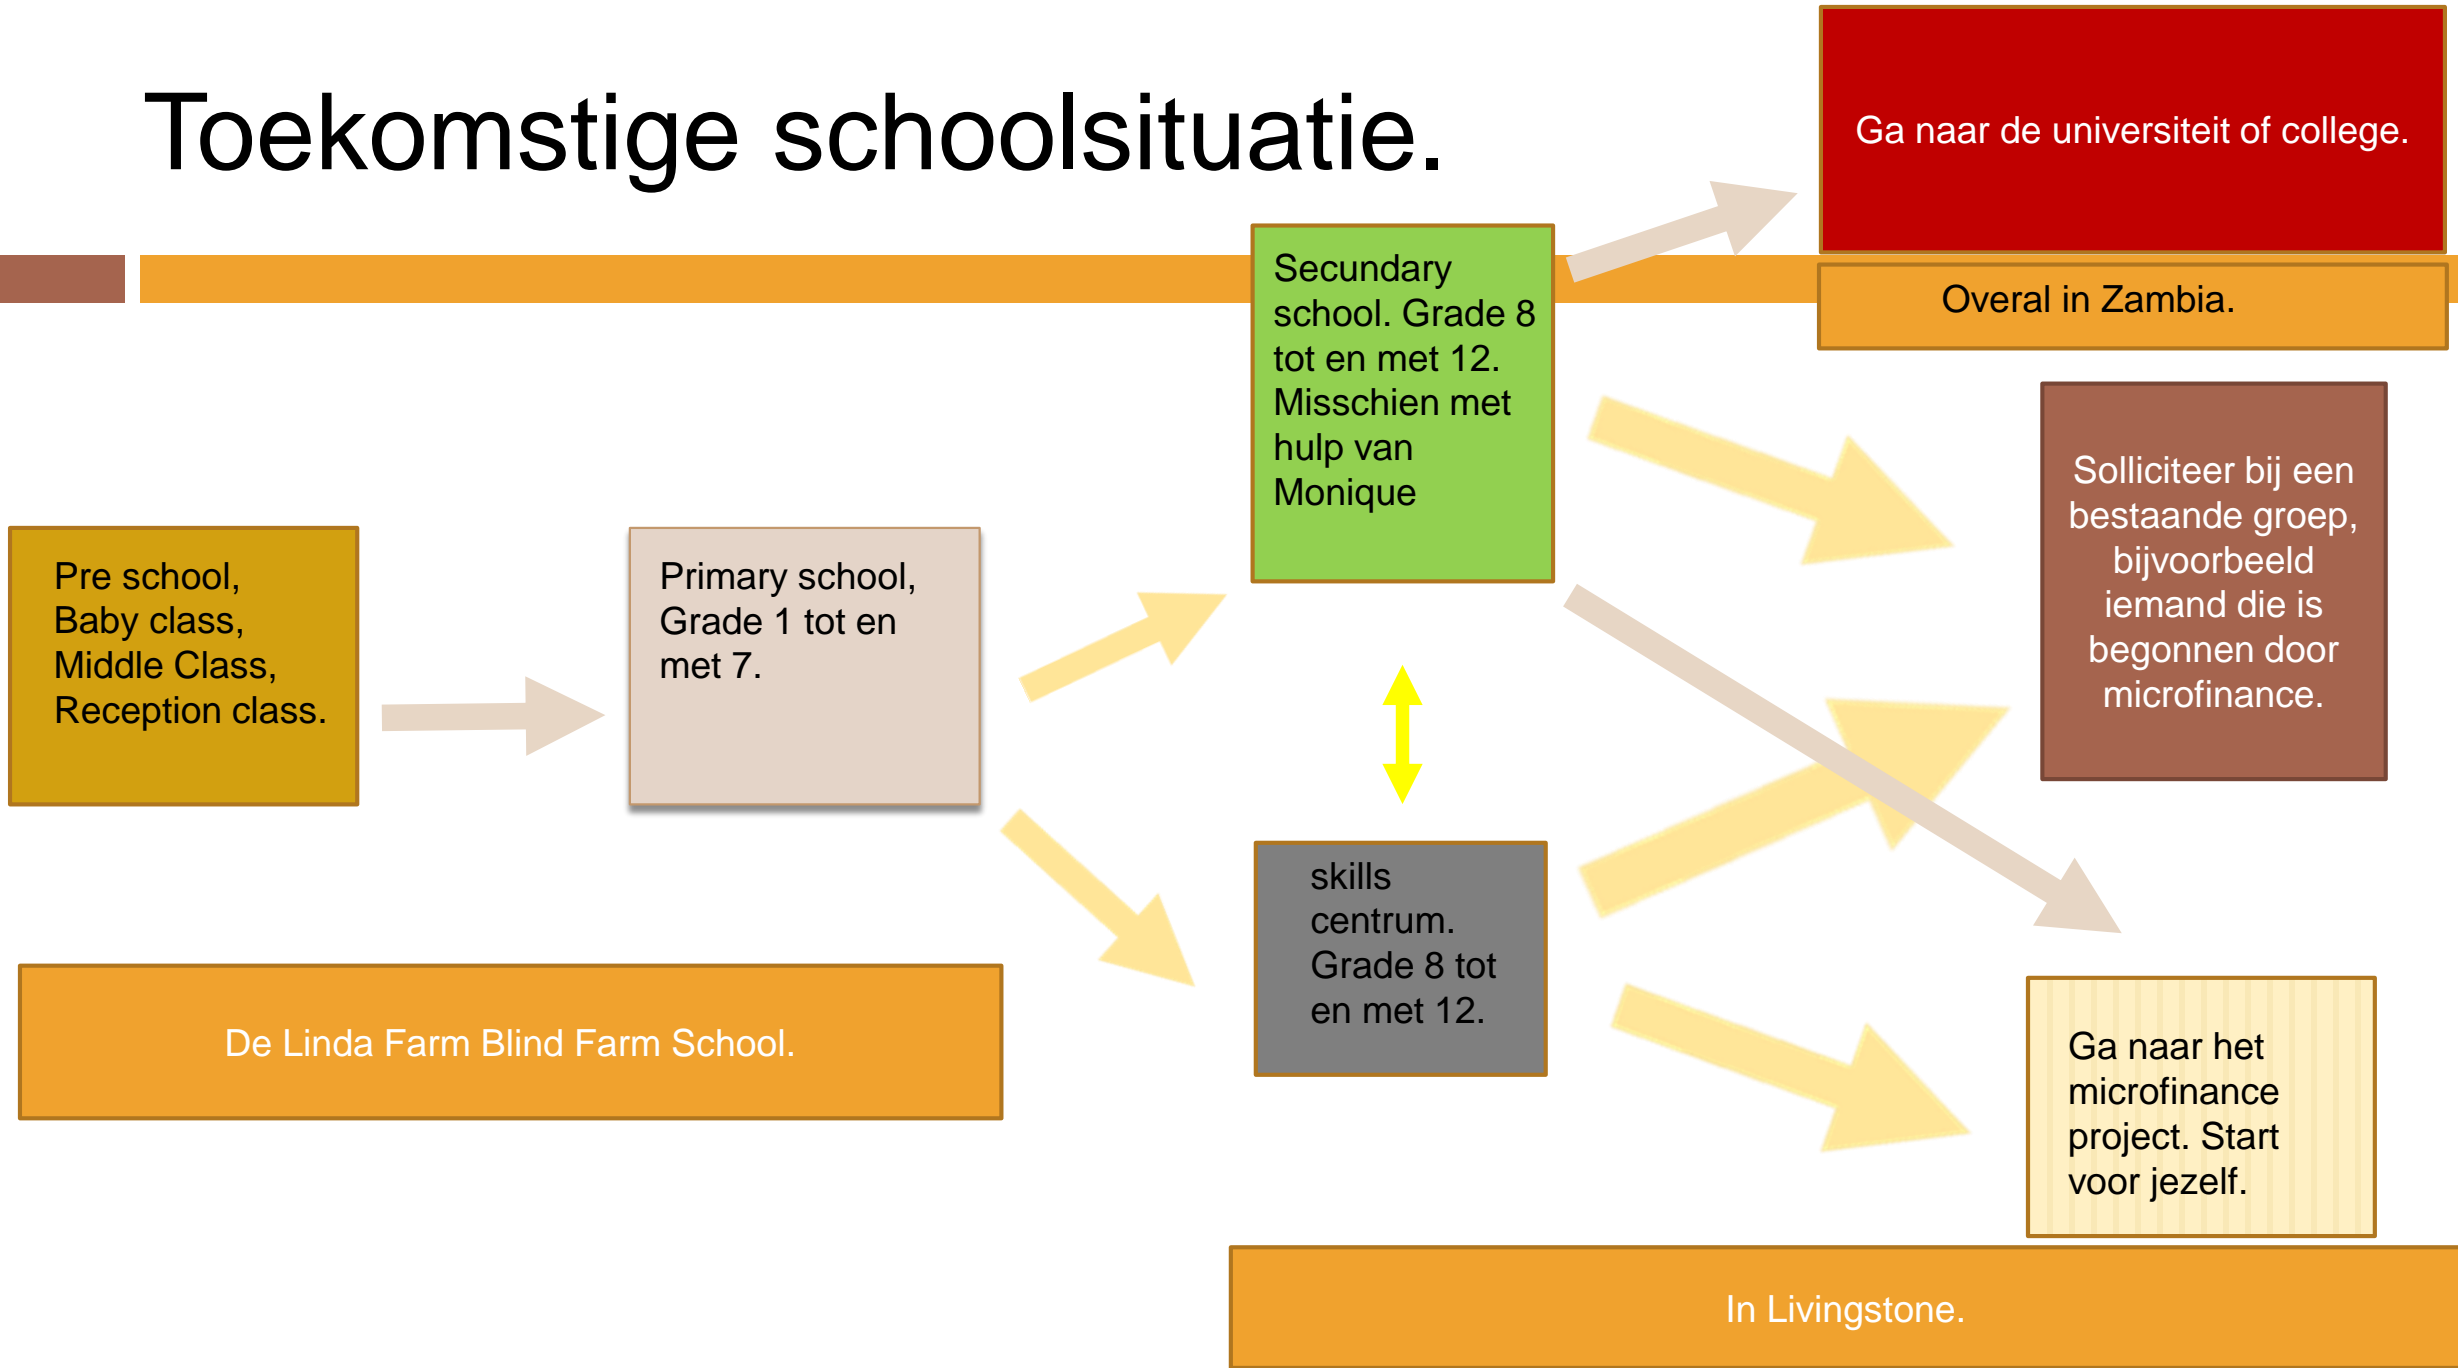 Toekomstige schoolsituatie.
Ga naar de universiteit of college.
Overal in Zambia.
Secundary
school. Grade 8
tot en met 12.
Misschien met
hulp van
Monique
Solliciteer bij een
bestaande groep,
bijvoorbeeld
iemand die is
begonnen door
microfinance.
Pre school,
Baby class,
Middle Class,
Reception class.
Primary school,
Grade 1 tot en
met 7.
skills
centrum.
Grade 8 tot
en met 12.
De Linda Farm Blind Farm School.
Ga naar het
microfinance
project. Start
voor jezelf.
In Livingstone.